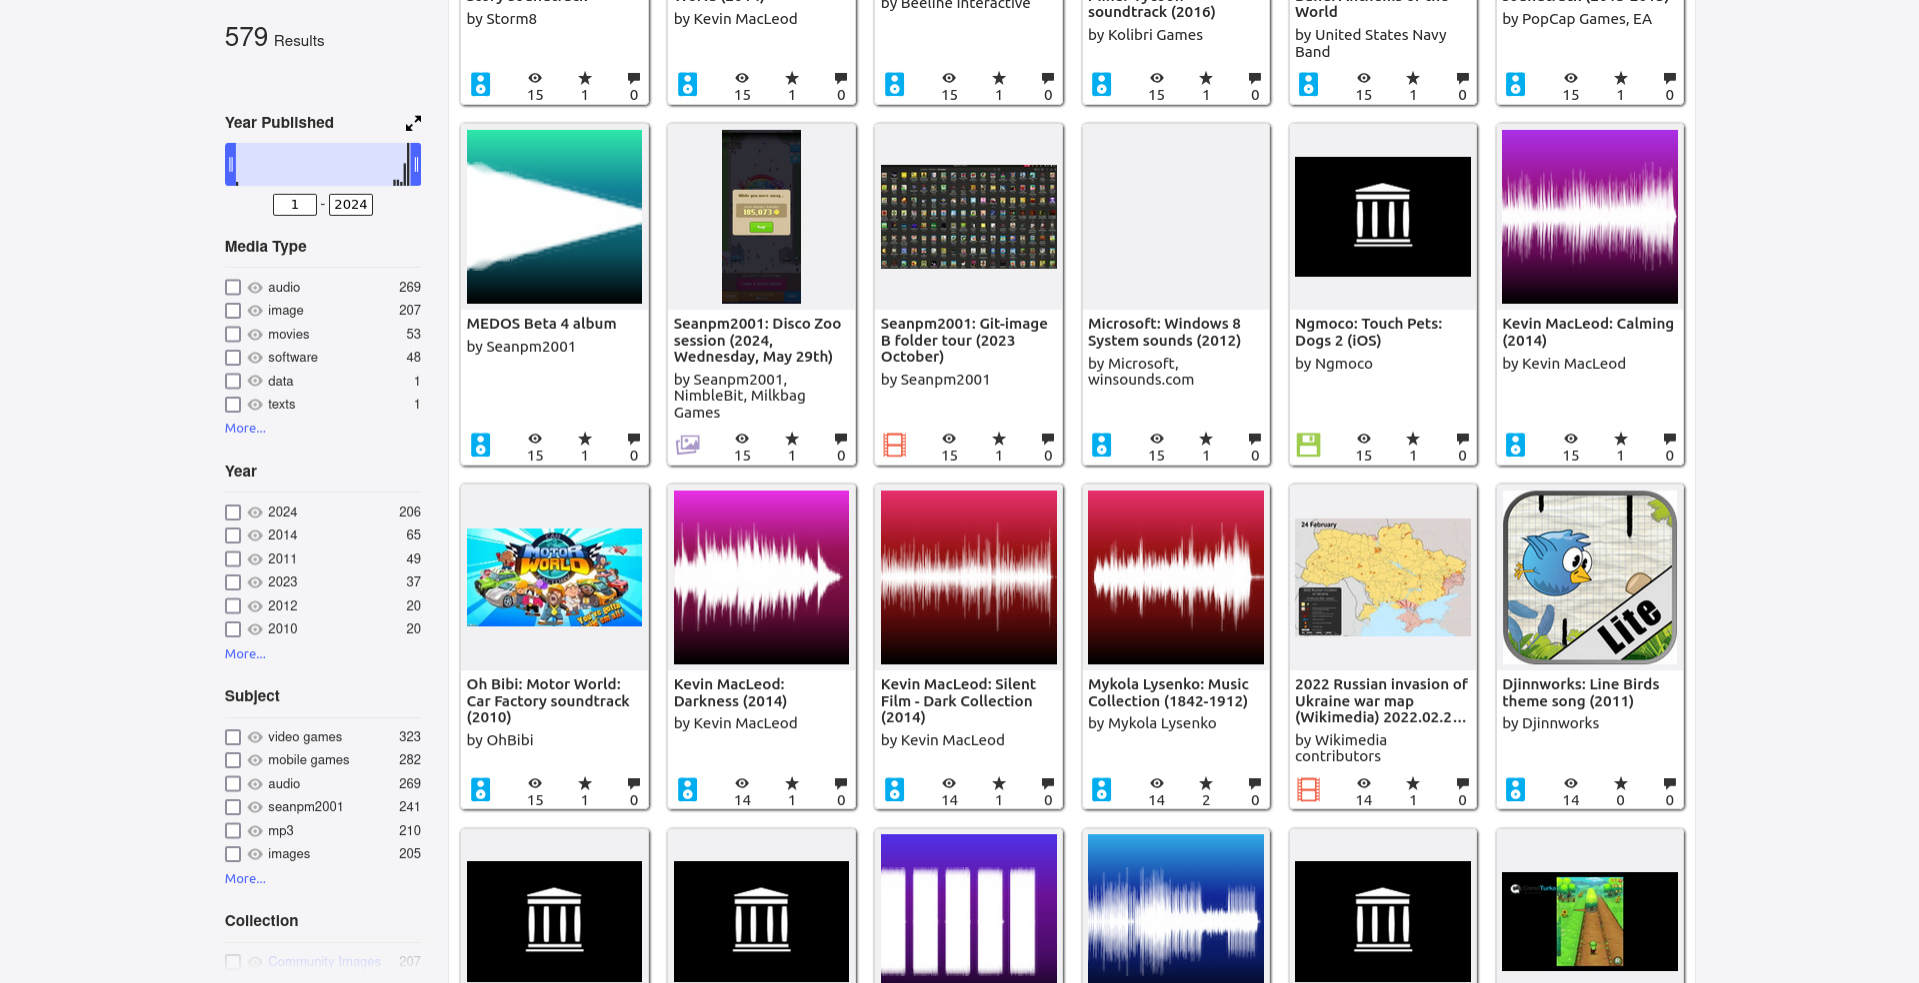 579 Results
Year Published
1 - 2024
Media Type
audio 269
image 207
movies 53
software 48
data 1
texts 1
More...
Year
2024 206
2014 65
2011 49
2023 37
2012 20
2010 20
More...
Subject
video games 323
mobile games 282
audio 269
seanpm2001 241
mp3 210
images 205
More...
Collection
Community Images 207
by Storm8
15 1 0
by Kevin MacLeod
15 1 0
by Beeline Interactive
15 1 0
soundtrack (2016)
by Kolibri Games
15 1 0
World
by United States Navy
Band
15 1 0
by PopCap Games, EA
15 1 0
MEDOS Beta 4 album
by Seanpm2001
15 1 0
While you were away...
185,073
Seanpm2001: Disco Zoo
session (2024,
Wednesday, May 29th)
by Seanpm2001,
NimbleBit, Milkbag
Games
15 1 0
Seanpm2001: Git-image
B folder tour (2023
October)
by Seanpm2001
15 1 0
Microsoft: Windows 8
System sounds (2012)
by Microsoft,
winsounds.com
15 1 0
Ngmoco: Touch Pets:
Dogs 2 (iOS)
by Ngmoco
15 1 0
Kevin MacLeod: Calming
(2014)
by Kevin MacLeod
15 1 0
MOTOR
WORLD
Oh Bibi: Motor World:
Car Factory soundtrack
(2010)
by OhBibi
15 1 0
Kevin MacLeod:
Darkness (2014)
by Kevin MacLeod
14 1 0
Kevin MacLeod: Silent
Film - Dark Collection
(2014)
by Kevin MacLeod
14 1 0
Mykola Lysenko: Music
Collection (1842-1912)
by Mykola Lysenko
14 2 0
24 February
2022 Russian invasion of
Ukraine war map
(Wikimedia) 2022.02.2...
by Wikimedia
contributors
14 1 0
Lite
Djinnworks: Line Birds
theme song (2011)
by Djinnworks
14 0 0